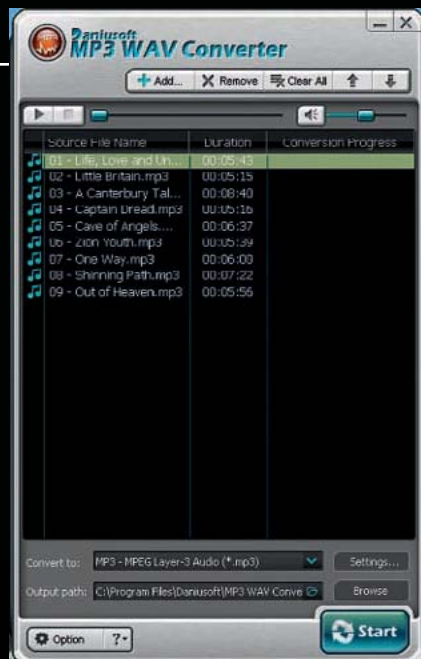 Daniusoft
MP3 WAV Converter
Add... Remove Clear All
Source File Name Duration Conversion Progress
01 - Life, Love and Un... 00:05:43
02 - Little Britain.mp3 00:05:15
03 - A Canterbury Tal... 00:08:40
04 - Captain Dread.mp3 00:05:16
05 - Cave of Angels.... 00:06:37
06 - Zion Youth.mp3 00:05:39
07 - One Way.mp3 00:06:00
08 - Shinning Path.mp3 00:07:22
09 - Out of Heaven.mp3 00:05:56
Convert to: MP3 - MPEG Layer-3 Audio (*.mp3) Settings...
Output path: C:\Program Files\Daniusoft\MP3 WAV Conve Browse
Option ? Start